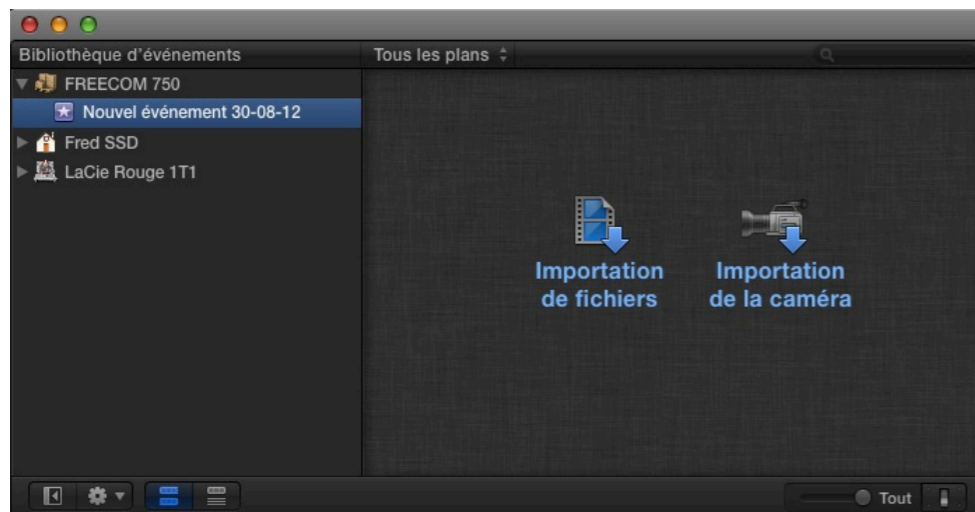 Bibliothèque d'événements
Tous les plans
FREECOM 750
Nouvel événement 30-08-12
Fred SSD
LaCie Rouge 1T1
Importation
de fichiers
Importation
de la caméra
Tout